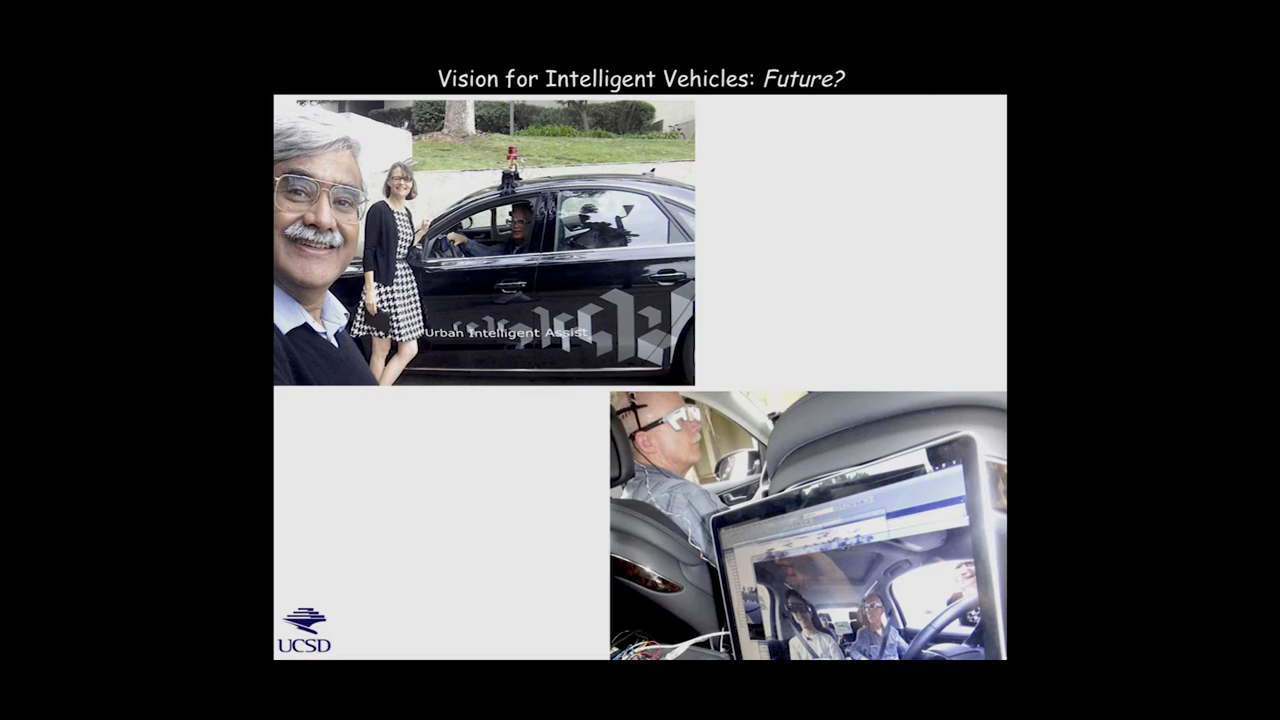 Vision for Intelligent Vehicles: Future?
Urban Intelligent Assist
UCSD